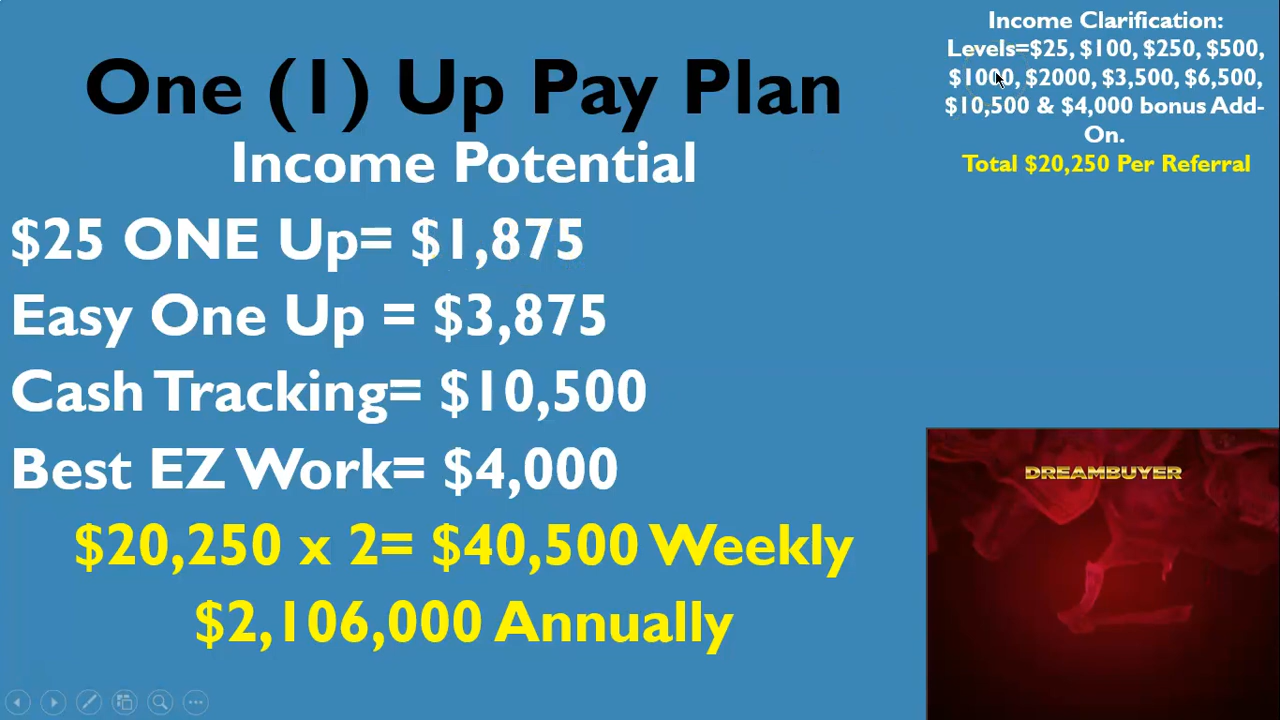 Income Clarification:
Levels=$25, $100, $250, $500,
$1000, $2000, $3,500, $6,500,
$10,500 & $4,000 bonus Add-
On.
Total $20,250 Per Referral
One (1) Up Pay Plan
Income Potential
$25 ONE Up= $1,875
Easy One Up = $3,875
Cash Tracking= $10,500
Best EZ Work= $4,000
$20,250 x 2= $40,500 Weekly
$2,106,000 Annually
DREAMBUYER